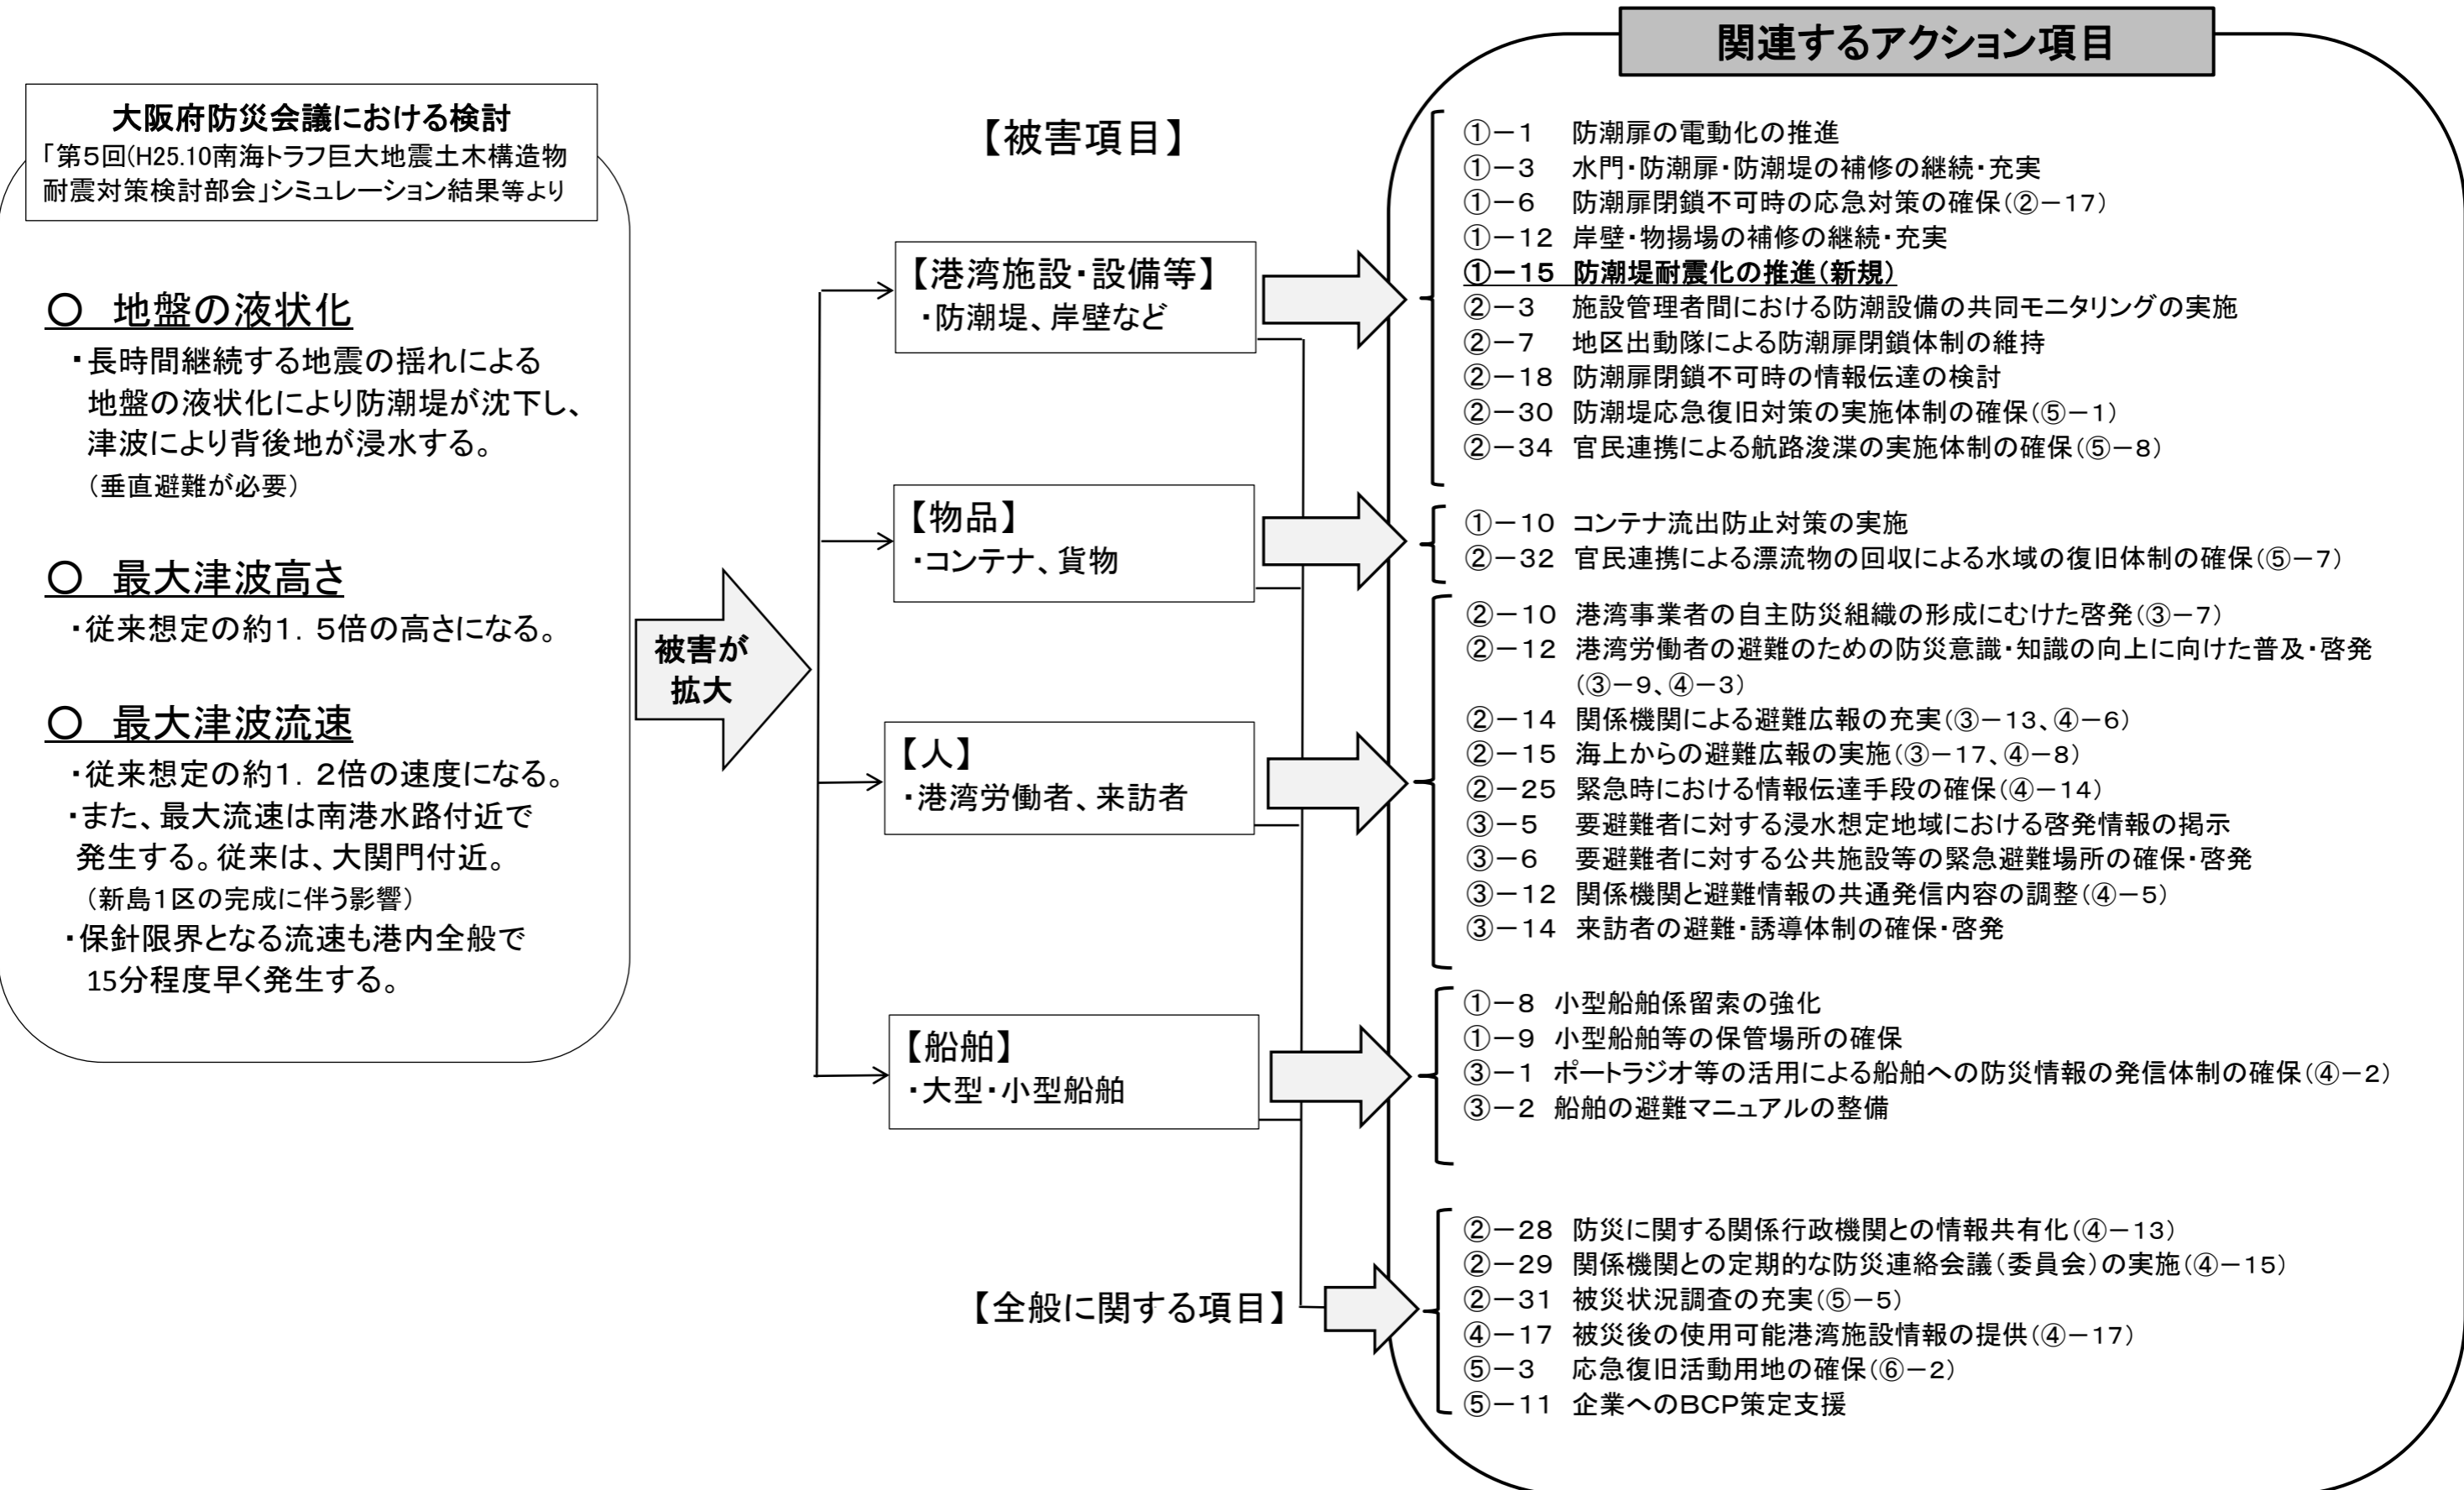 大阪府防災会議における検討
「第５回(H25.10南海トラフ巨大地震土木構造物
耐震対策検討部会」シミュレーション結果等より
○　地盤の液状化
・長時間継続する地震の揺れによる
地盤の液状化により防潮堤が沈下し、
津波により背後地が浸水する。
（垂直避難が必要）
○　最大津波高さ
・従来想定の約１．５倍の高さになる。
○　最大津波流速
・従来想定の約１．２倍の速度になる。
・また、最大流速は南港水路付近で
発生する。従来は、大関門付近。
（新島１区の完成に伴う影響）
・保針限界となる流速も港内全般で
15分程度早く発生する。
被害が
拡大
【被害項目】
【港湾施設・設備等】
・防潮堤、岸壁など
【物品】
・コンテナ、貨物
【人】
・港湾労働者、来訪者
【船舶】
・大型・小型船舶
【全般に関する項目】
関連するアクション項目
①－１　防潮扉の電動化の推進
①－３　水門・防潮扉・防潮堤の補修の継続・充実
①－６　防潮扉閉鎖不可時の応急対策の確保（②－１７）
①－１２　岸壁・物揚場の補修の継続・充実
①－１５　防潮堤耐震化の推進（新規）
②－３　施設管理者間における防潮設備の共同モニタリングの実施
②－７　地区出動隊による防潮扉閉鎖体制の維持
②－１８　防潮扉閉鎖不可時の情報伝達の検討
②－３０　防潮堤応急復旧対策の実施体制の確保（⑤－１）
②－３４　官民連携による航路浚渫の実施体制の確保（⑤－８）
①－１０　コンテナ流出防止対策の実施
②－３２　官民連携による漂流物の回収による水域の復旧体制の確保（⑤－７）
②－１０　港湾事業者の自主防災組織の形成にむけた啓発（③－７）
②－１２　港湾労働者の避難のための防災意識・知識の向上に向けた普及・啓発
（③－９、④－３）
②－１４　関係機関による避難広報の充実（③－１３、④－６）
②－１５　海上からの避難広報の実施（③－１７、④－８）
②－２５　緊急時における情報伝達手段の確保（④－１４）
③－５　要避難者に対する浸水想定地域における啓発情報の掲示
③－６　要避難者に対する公共施設等の緊急避難場所の確保・啓発
③－１２　関係機関と避難情報の共通発信内容の調整（④－５）
③－１４　来訪者の避難・誘導体制の確保・啓発
①－８　小型船舶係留索の強化
①－９　小型船舶等の保管場所の確保
③－１　ポートラジオ等の活用による船舶への防災情報の発信体制の確保（④－２）
③－２　船舶の避難マニュアルの整備
②－２８　防災に関する関係行政機関との情報共有化（④－１３）
②－２９　関係機関との定期的な防災連絡会議（委員会）の実施（④－１５）
②－３１　被災状況調査の充実（⑤－５）
④－１７　被災後の使用可能港湾施設情報の提供（④－１７）
⑤－３　応急復旧活動用地の確保（⑥－２）
⑤－１１　企業へのＢＣＰ策定支援